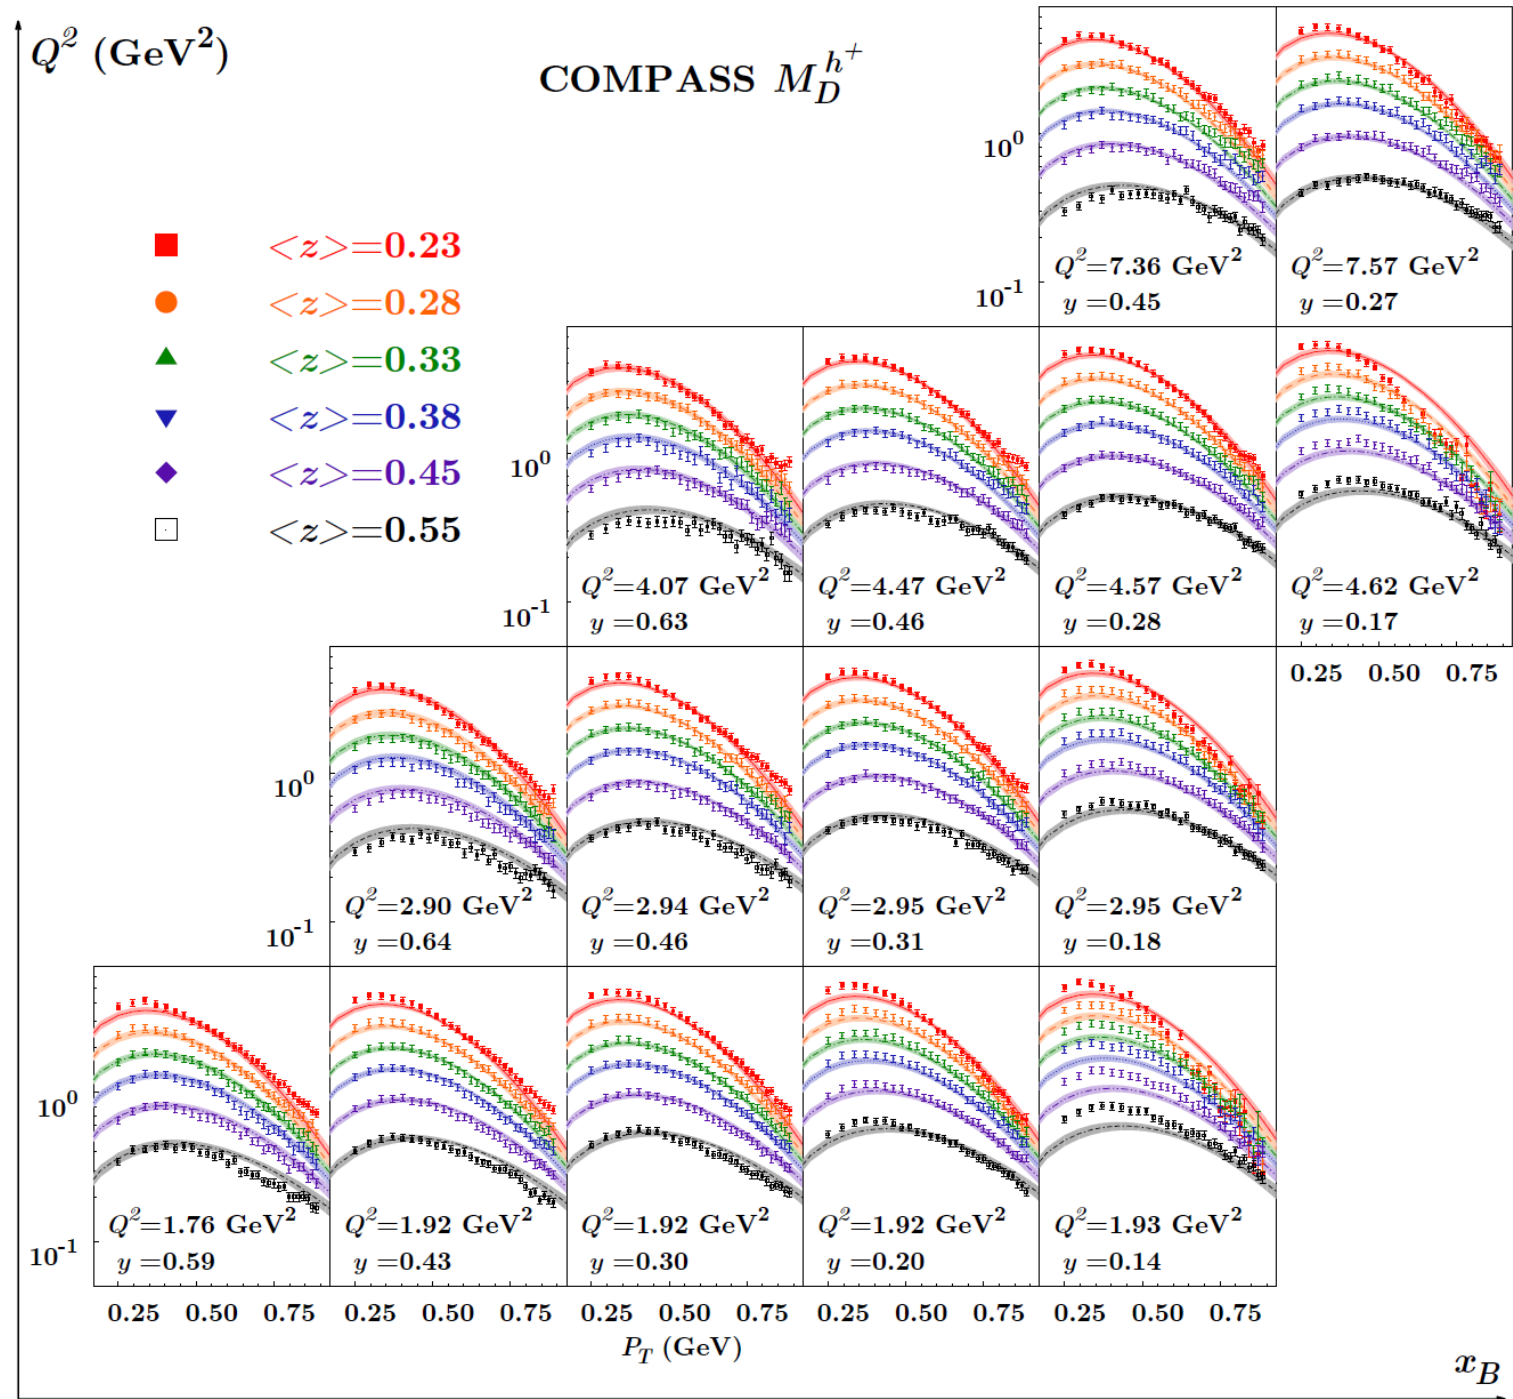 Q² (GeV²)
COMPASS M_D^{h⁺}
<z>=0.23
<z>=0.28
<z>=0.33
<z>=0.38
<z>=0.45
<z>=0.55
10⁰
10⁻¹
Q²=7.36 GeV²
y =0.45
Q²=7.57 GeV²
y =0.27
10⁰
10⁻¹
Q²=4.07 GeV²
y =0.63
Q²=4.47 GeV²
y =0.46
Q²=4.57 GeV²
y =0.28
Q²=4.62 GeV²
y =0.17
0.25 0.50 0.75
10⁰
10⁻¹
Q²=2.90 GeV²
y =0.64
Q²=2.94 GeV²
y =0.46
Q²=2.95 GeV²
y =0.31
Q²=2.95 GeV²
y =0.18
10⁰
10⁻¹
Q²=1.76 GeV²
y =0.59
Q²=1.92 GeV²
y =0.43
Q²=1.92 GeV²
y =0.30
Q²=1.92 GeV²
y =0.20
Q²=1.93 GeV²
y =0.14
0.25 0.50 0.75 0.25 0.50 0.75 0.25 0.50 0.75 0.25 0.50 0.75 0.25 0.50 0.75
P_T (GeV)
x_B